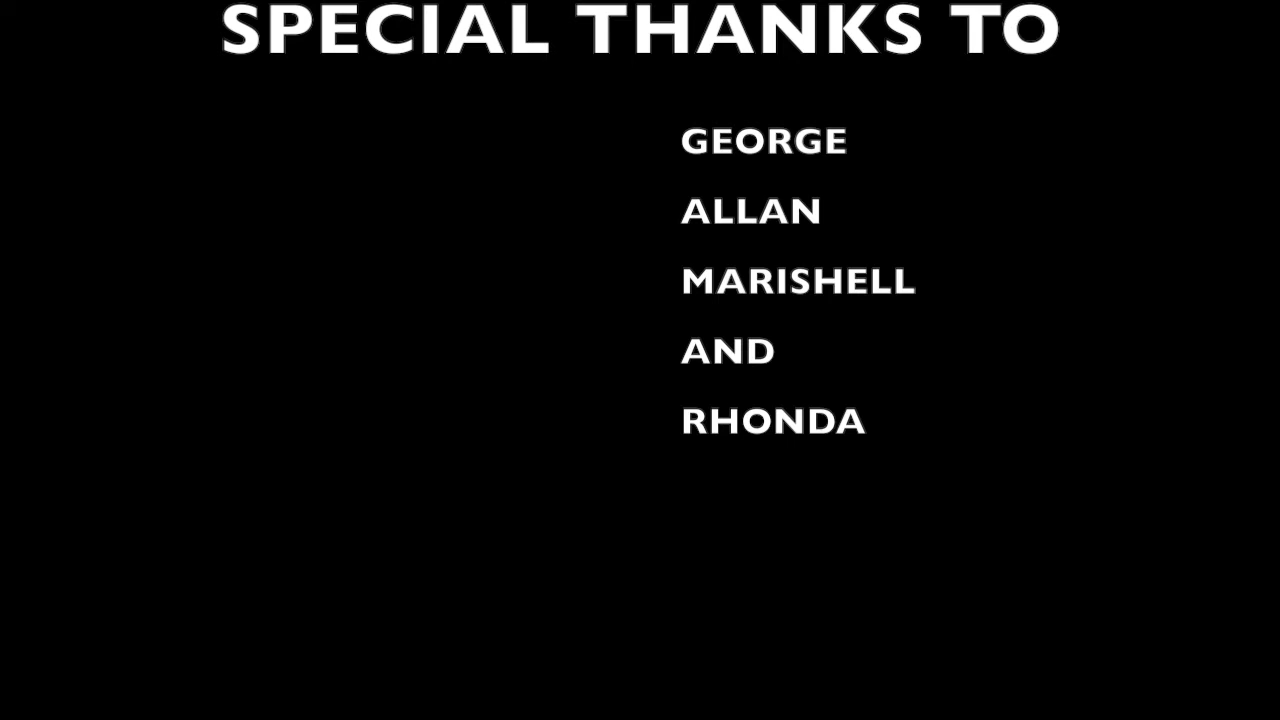 SPECIAL THANKS TO
GEORGE
ALLAN
MARISHELL
AND
RHONDA